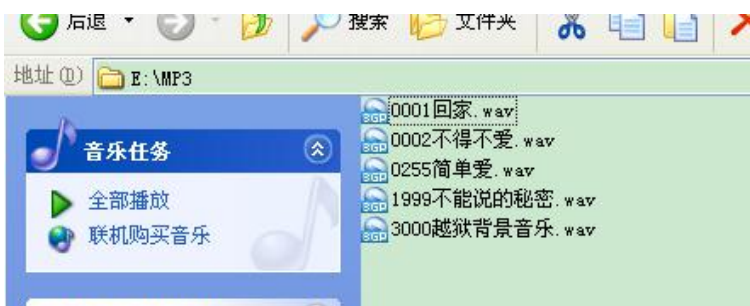 后退 搜索 文件夹
地址(D) E:\MP3
音乐任务
全部播放
联机购买音乐
0001回家.wav
0002不得不爱.wav
0255简单爱.wav
1999不能说的秘密.wav
3000越狱背景音乐.wav